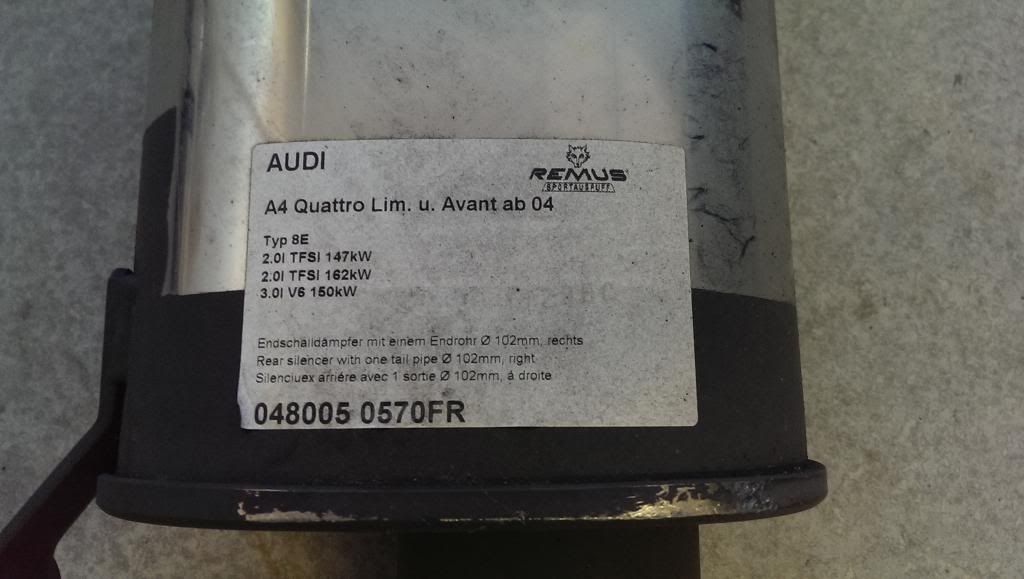 AUDI
REMUS
SPORTAUSPUFF
A4 Quattro Lim. u. Avant ab 04
Typ 8E
2.0l TFSI 147kW
2.0l TFSI 162kW
3.0l V6 150kW
Endschalldämpfer mit einem Endrohr Ø 102mm, rechts
Rear silencer with one tail pipe Ø 102mm, right
Silenciuex arriére avec 1 sortie Ø 102mm, á droite
048005 0570FR